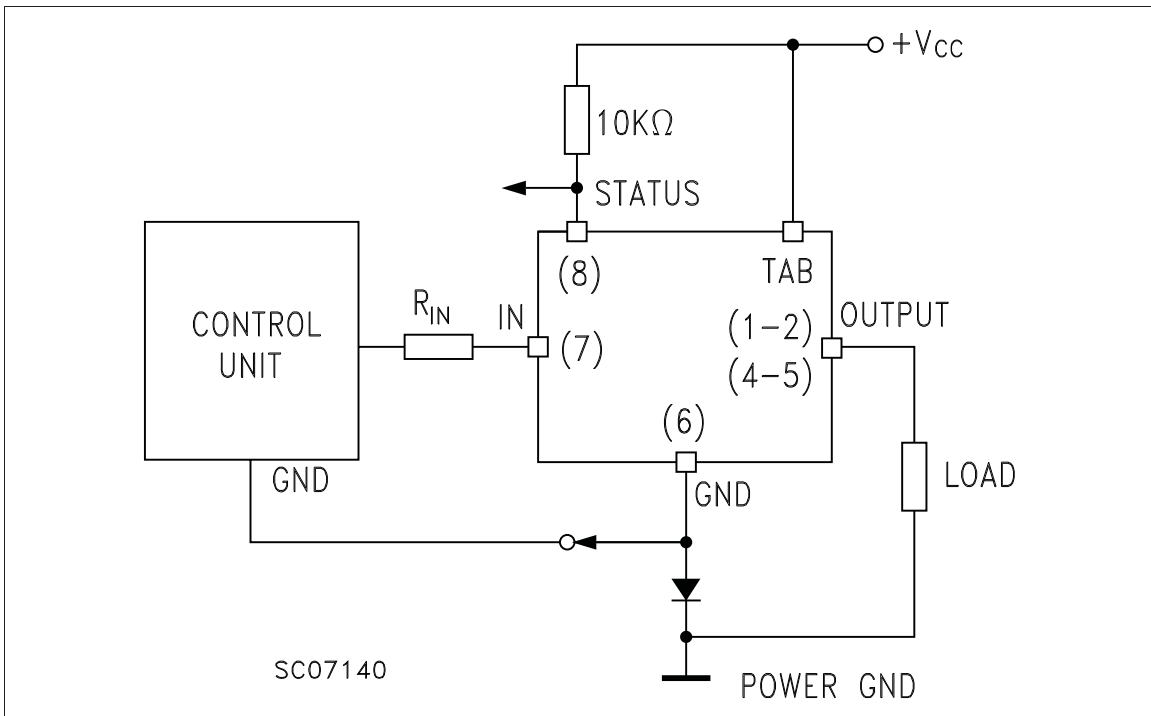 +VCC
10KΩ
STATUS
(8)
TAB
RIN
IN
(7)
(1-2)
(4-5)
OUTPUT
CONTROL
UNIT
(6)
GND
GND
LOAD
SC07140
POWER GND